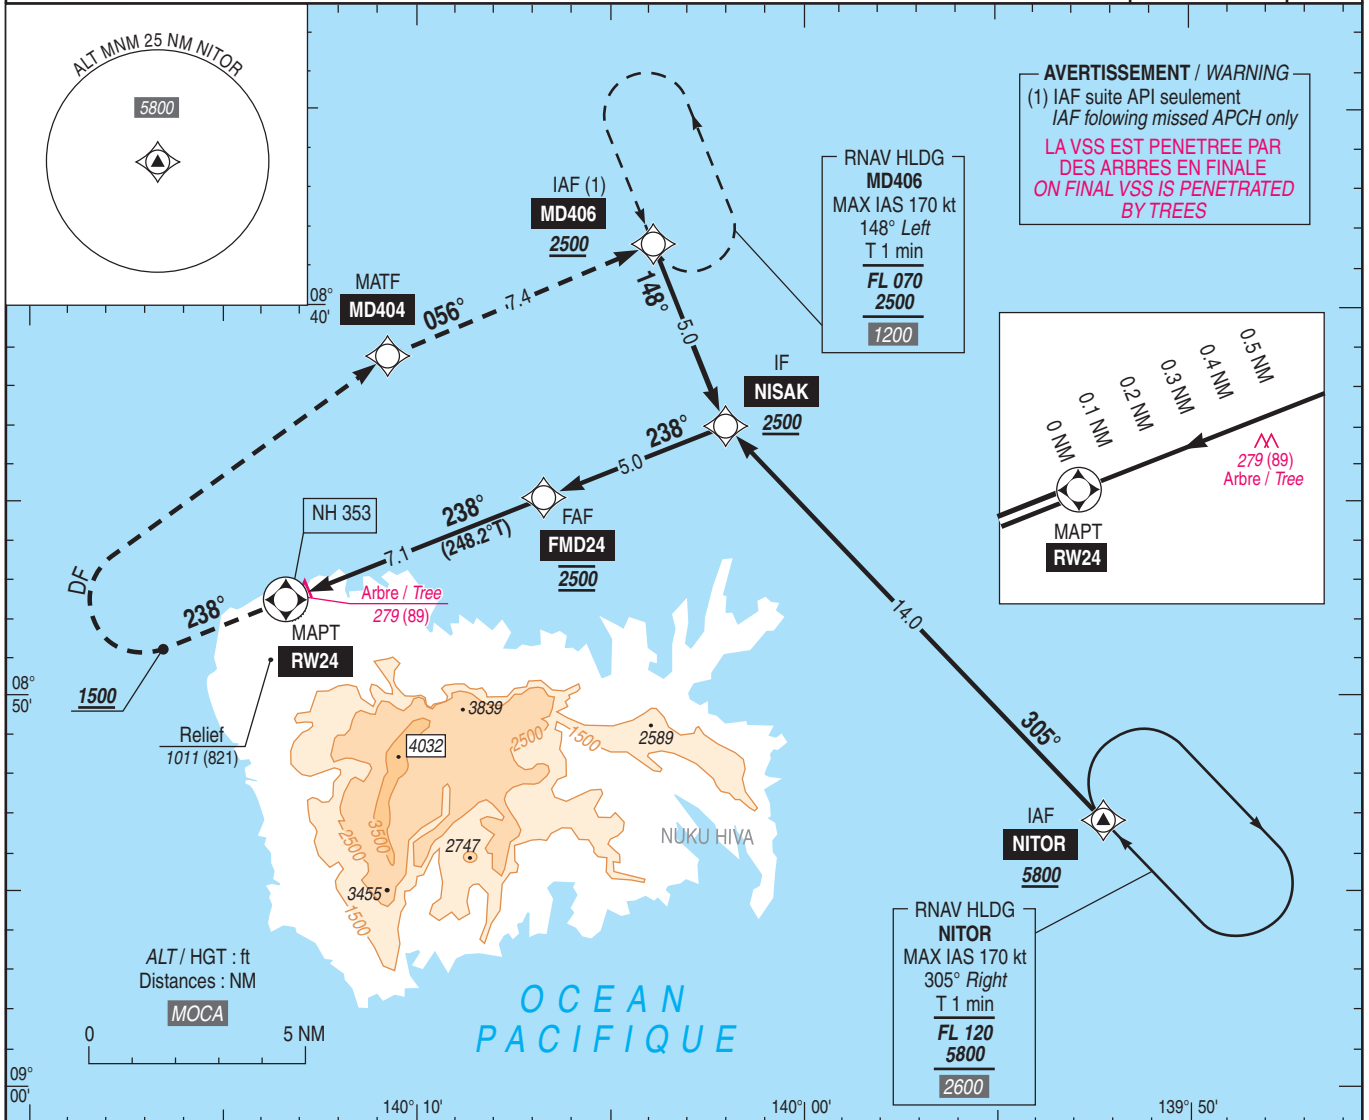 ALT MNM 25 NM NITOR
5800
AVERTISSEMENT / WARNING
(1) IAF suite API seulement
IAF folowing missed APCH only
LA VSS EST PENETREE PAR
DES ARBRES EN FINALE
ON FINAL VSS IS PENETRATED
BY TREES
RNAV HLDG
MD406
MAX IAS 170 kt
148° Left
T 1 min
FL 070
2500
1200
IAF (1)
MD406
2500
MATF
MD404
056°
7.4
148°
5.0
08°
40'
IF
NISAK
2500
238°
5.0
0 NM
0.1 NM
0.2 NM
0.3 NM
0.4 NM
0.5 NM
279 (89)
Arbre / Tree
MAPT
RW24
NH 353
238°
(248.2°T)
7.1
FAF
FMD24
2500
DF
238°
Arbre / Tree
279 (89)
MAPT
RW24
14.0
1500
08°
50'
Relief
1011 (821)
3839
4032
2500
1500
2589
305°
3500
2500
2747
NUKU HIVA
3455
1500
IAF
NITOR
5800
RNAV HLDG
NITOR
MAX IAS 170 kt
305° Right
T 1 min
FL 120
5800
2600
ALT / HGT : ft
Distances : NM
MOCA
0 5 NM
OCEAN
PACIFIQUE
09°
00'
140° 10'
140° 00'
139° 50'